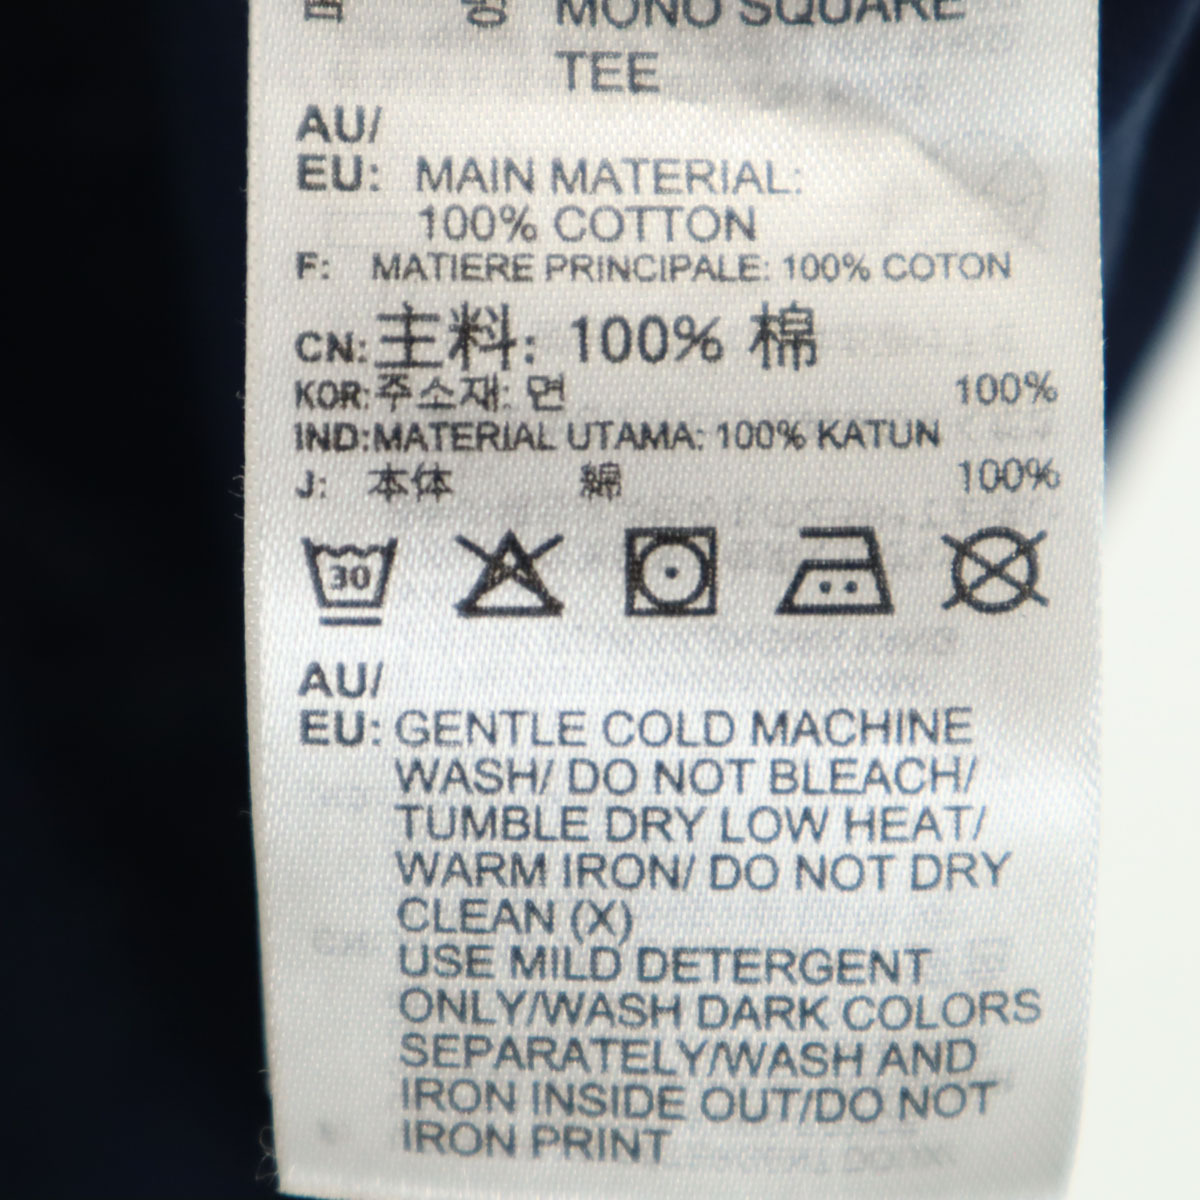 MONO SQUARE
TEE
AU/
EU: MAIN MATERIAL:
100% COTTON
F: MATIERE PRINCIPALE: 100% COTON
CN: 主料: 100% 棉
KOR: 주소재: 면 100%
IND: MATERIAL UTAMA: 100% KATUN
J: 本体 綿 100%
30
AU/
EU: GENTLE COLD MACHINE
WASH/ DO NOT BLEACH/
TUMBLE DRY LOW HEAT/
WARM IRON/ DO NOT DRY
CLEAN (X)
USE MILD DETERGENT
ONLY/WASH DARK COLORS
SEPARATELY/WASH AND
IRON INSIDE OUT/DO NOT
IRON PRINT